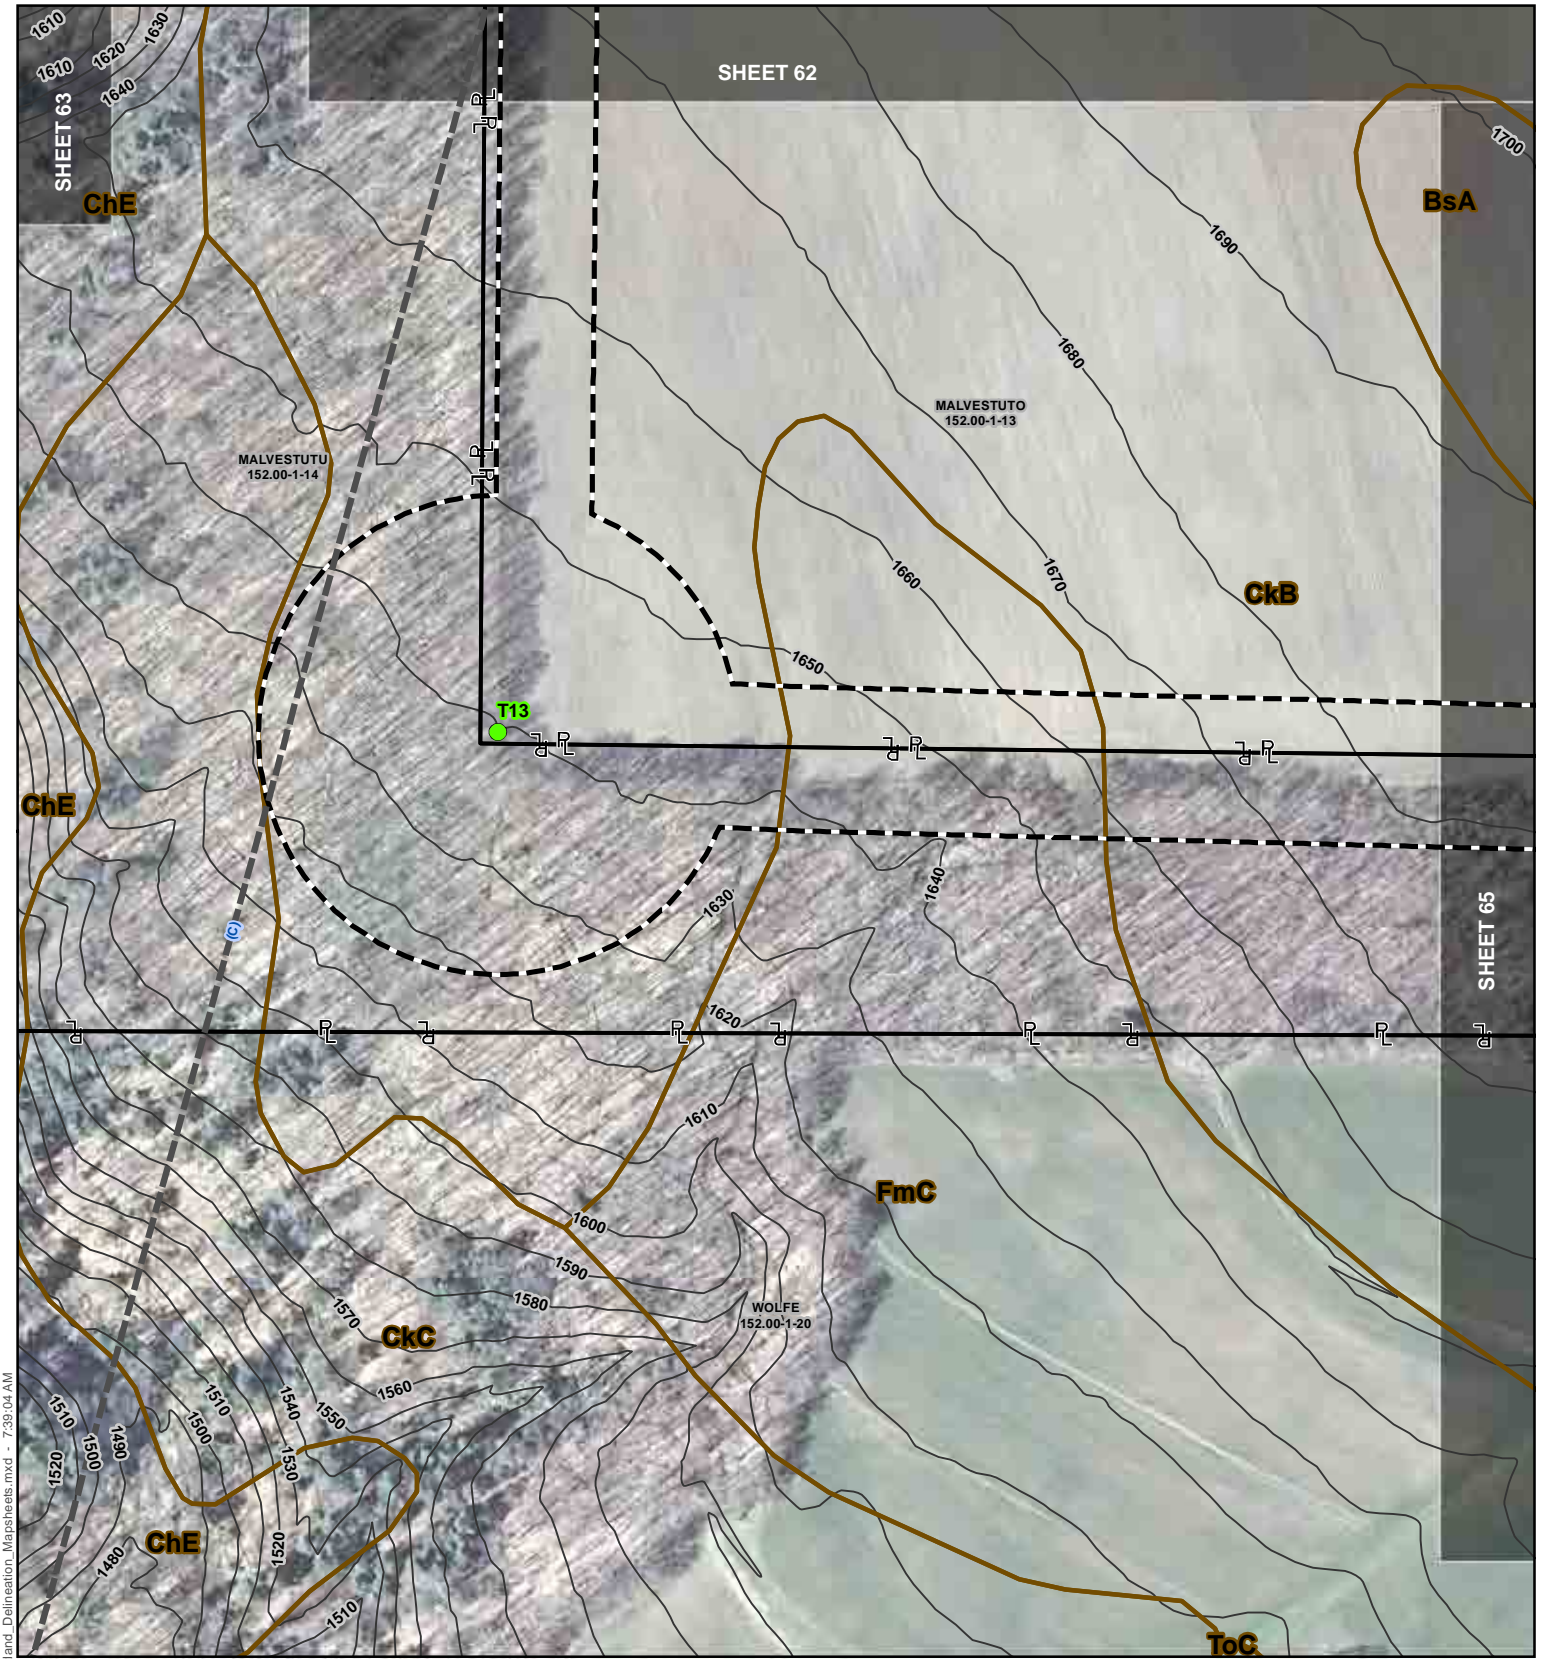 1610
1620
1630
1610
1640
SHEET 63
SHEET 62
P L
P L
ChE
BsA
1700
1690
1680
MALVESTUTO
152.00-1-13
MALVESTUTU
152.00-1-14
P L
P L
1660
1670
CkB
1650
T13
P L
P L
P L
P L
P L
P L
ChE
1640
1630
(C)
SHEET 65
1620
P L
P L
P L
P L
P L
P L
P L
P L
P L
1610
FmC
1600
1590
1580
1570
WOLFE
152.00-1-20
CkC
1560
1510
1510
1540
1550
1500
1500
1490
1520
1530
ChE
1520
1480
1510
ToC
land_Delineation_Mapsheets.mxd - 7:39:04 AM